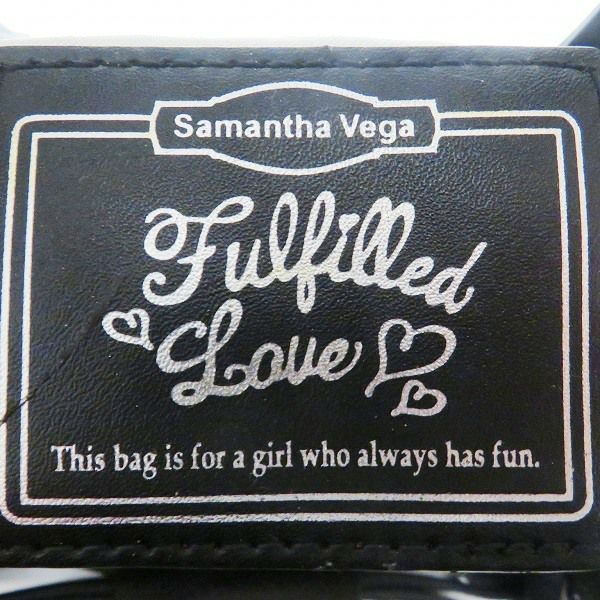 Samantha Vega
Fulfilled
Love
This bag is for a girl who always has fun.